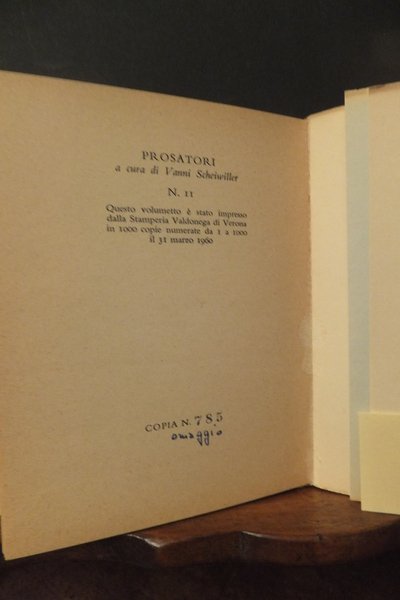 PROSATORI
a cura di Vanni Scheiwiller
N. 11
Questo volumetto è stato impresso
dalla Stamperia Valdonega di Verona
in 1000 copie numerate da 1 a 1000
il 31 marzo 1960
COPIA N. 785
omaggio